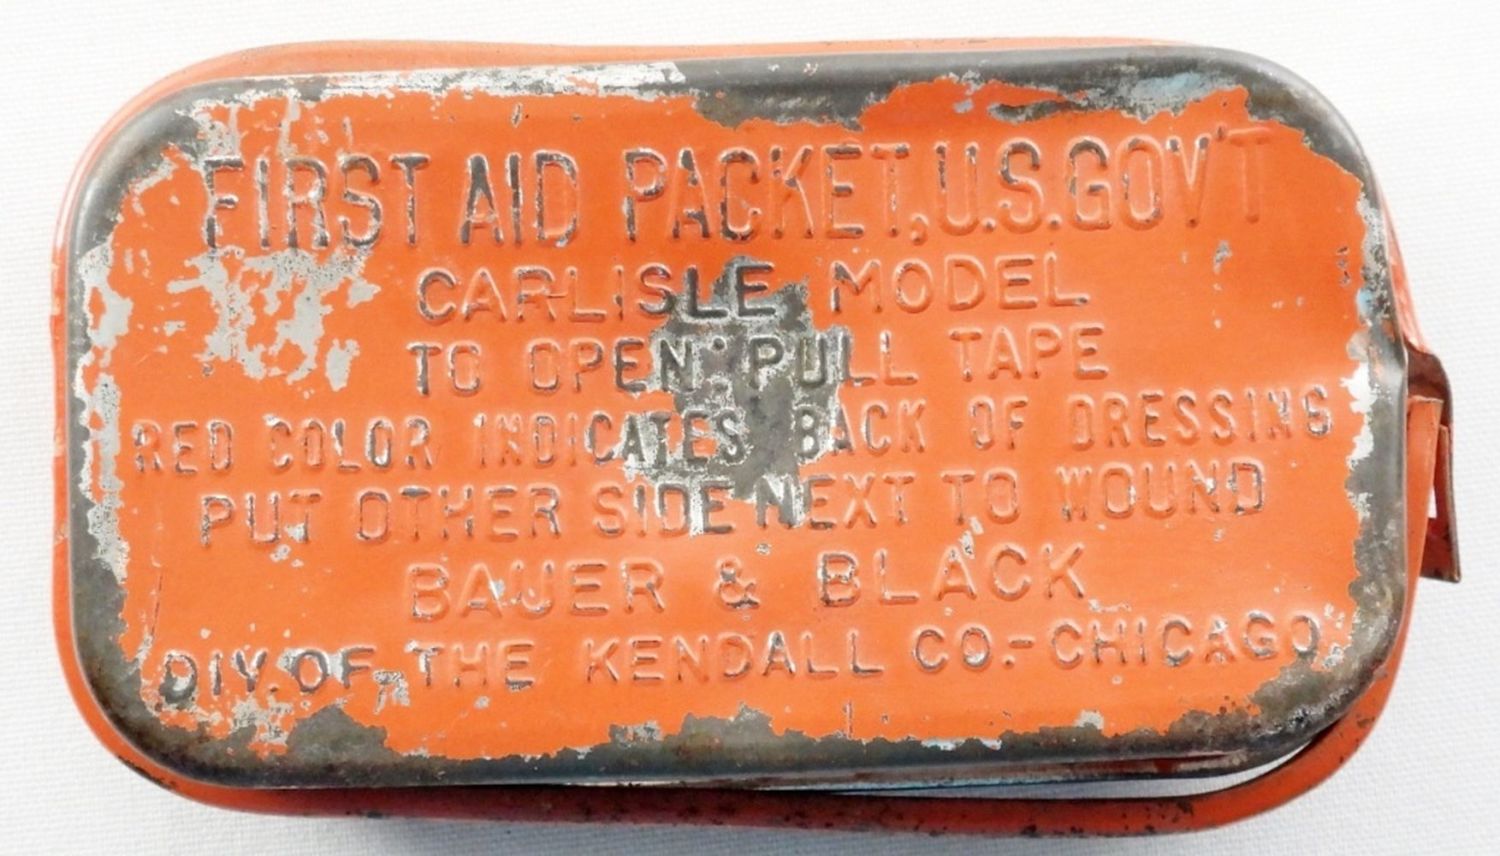 FIRST AID PACKET, U.S. GOV'T
CARLISLE MODEL
TO OPEN: PULL TAPE
RED COLOR INDICATES BACK OF DRESSING
PUT OTHER SIDE NEXT TO WOUND
BAUER & BLACK
DIV. OF THE KENDALL CO.-CHICAGO